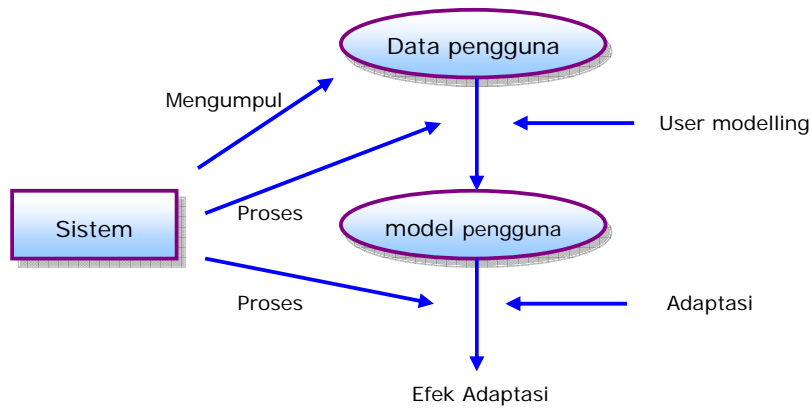 Data pengguna
Mengumpul
User modelling
Proses
Sistem
model pengguna
Proses
Adaptasi
Efek Adaptasi